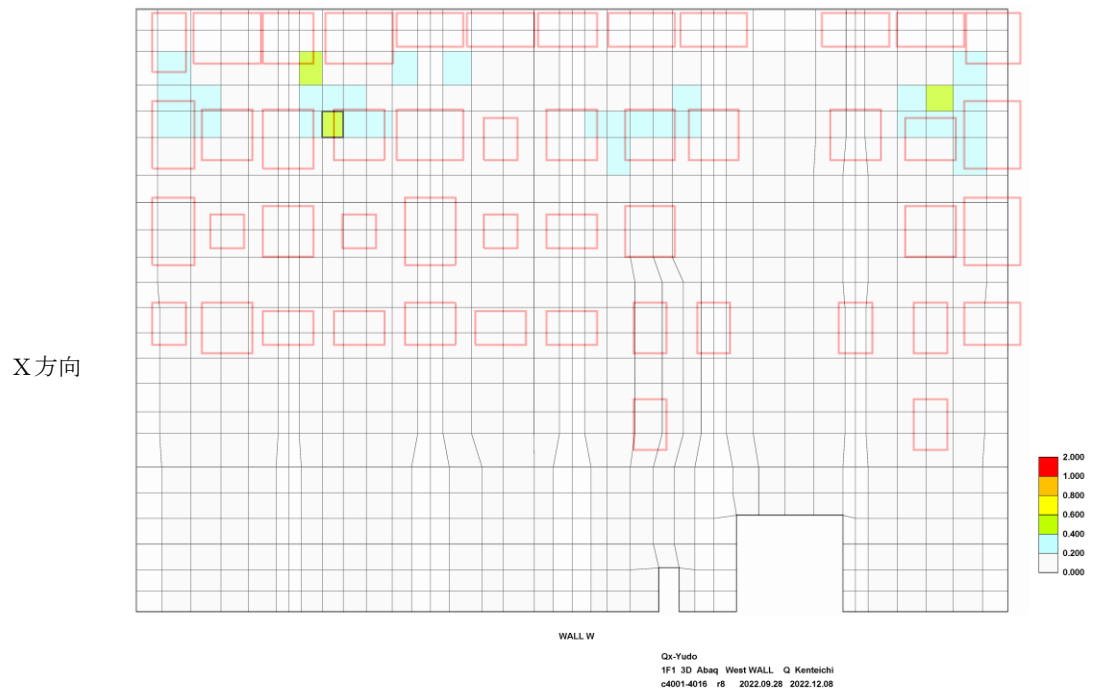 X方向
2.000
1.000
0.800
0.600
0.400
0.200
0.000
WALL W
Qx-Yudo
1F1 3D Abaq West WALL Q Kenteichi
c4001-4016 r8 2022.09.28 2022.12.08